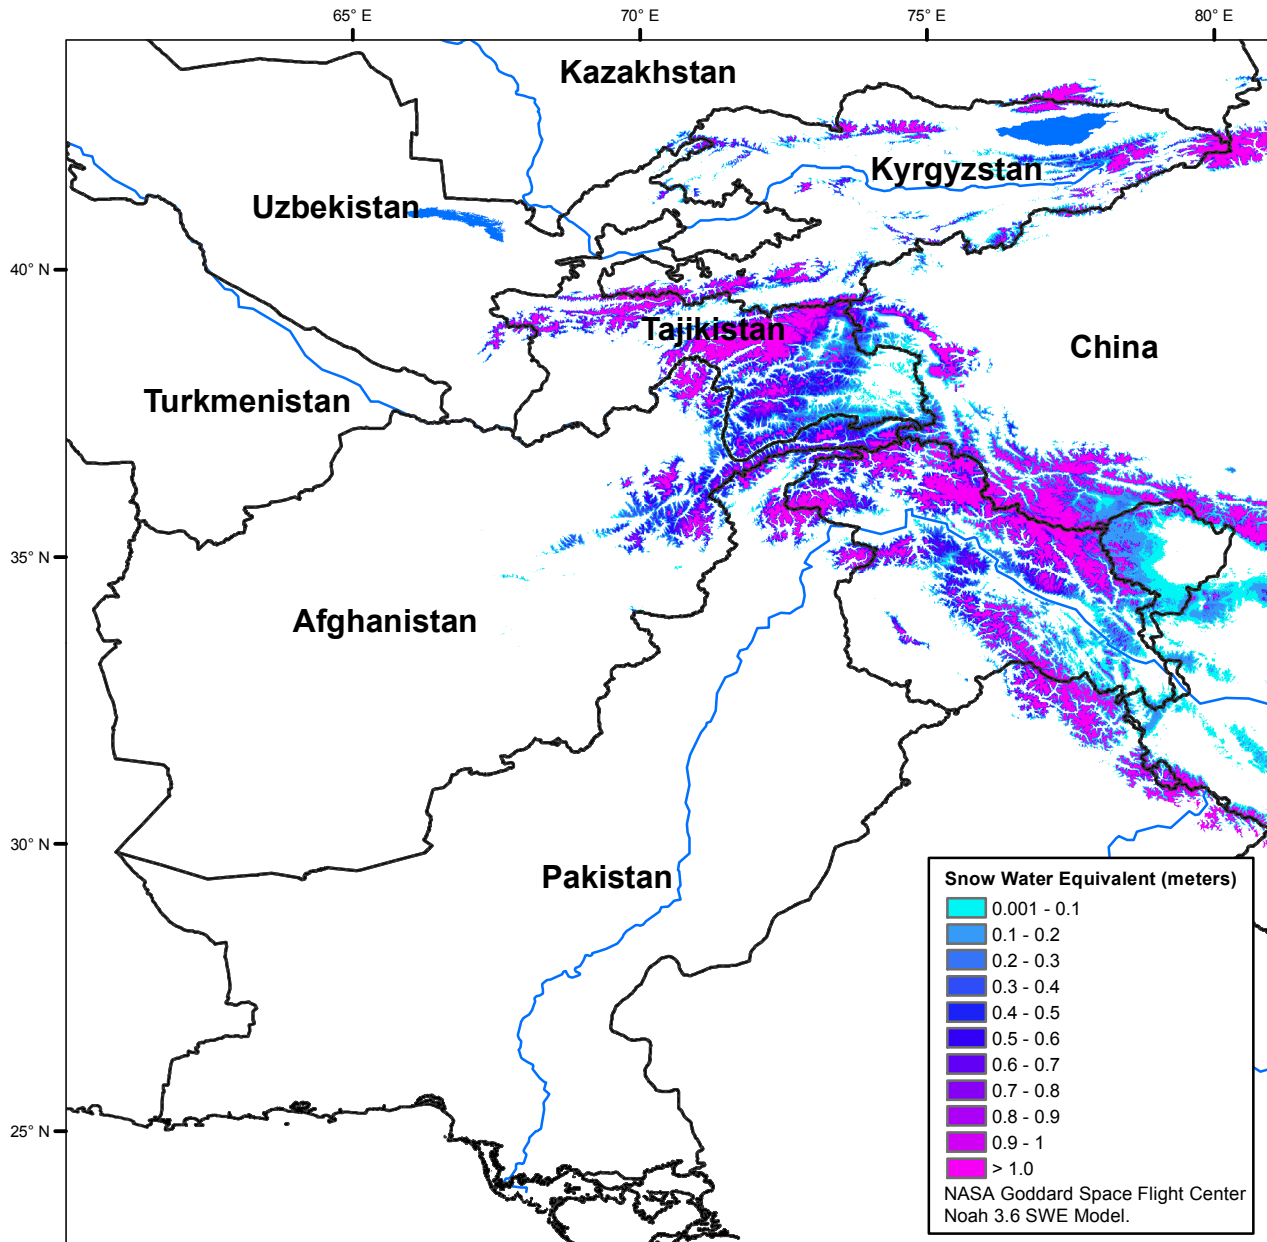 65° E
70° E
75° E
80° E
Kazakhstan
Kyrgyzstan
Uzbekistan
40° N
Tajikistan
China
Turkmenistan
35° N
Afghanistan
30° N
Pakistan
25° N
Snow Water Equivalent (meters)
0.001 - 0.1
0.1 - 0.2
0.2 - 0.3
0.3 - 0.4
0.4 - 0.5
0.5 - 0.6
0.6 - 0.7
0.7 - 0.8
0.8 - 0.9
0.9 - 1
> 1.0
NASA Goddard Space Flight Center
Noah 3.6 SWE Model.